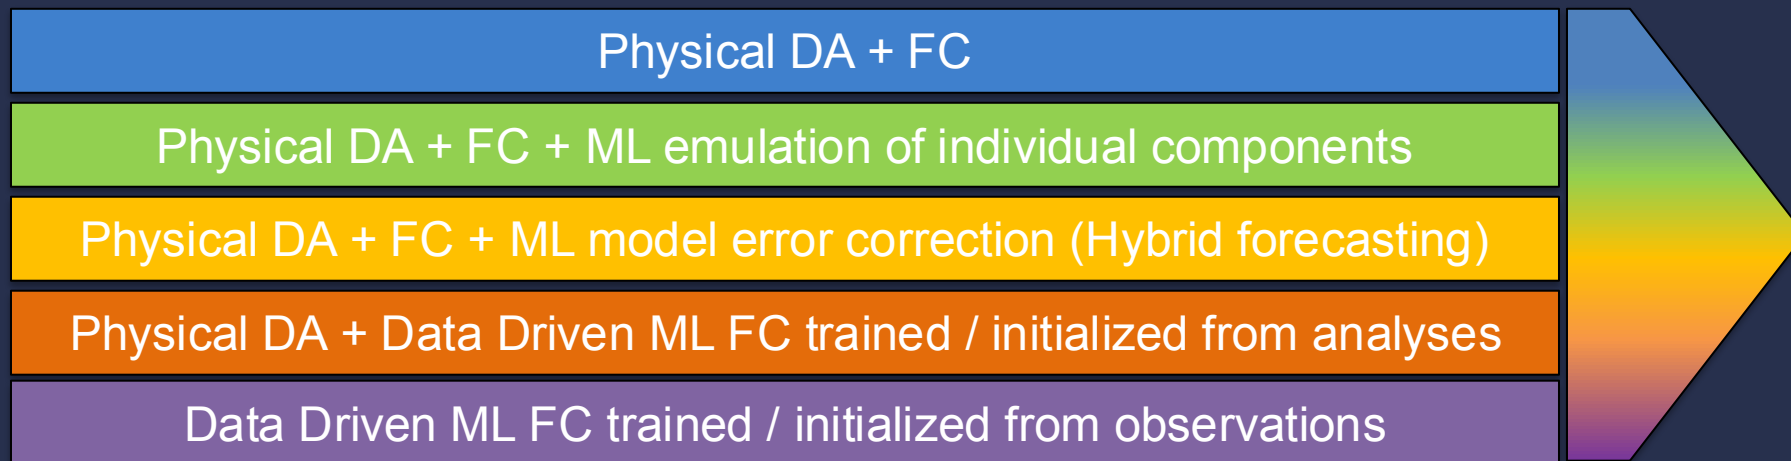 Physical DA + FC
Physical DA + FC + ML emulation of individual components
Physical DA + FC + ML model error correction (Hybrid forecasting)
Physical DA + Data Driven ML FC trained / initialized from analyses
Data Driven ML FC trained / initialized from observations